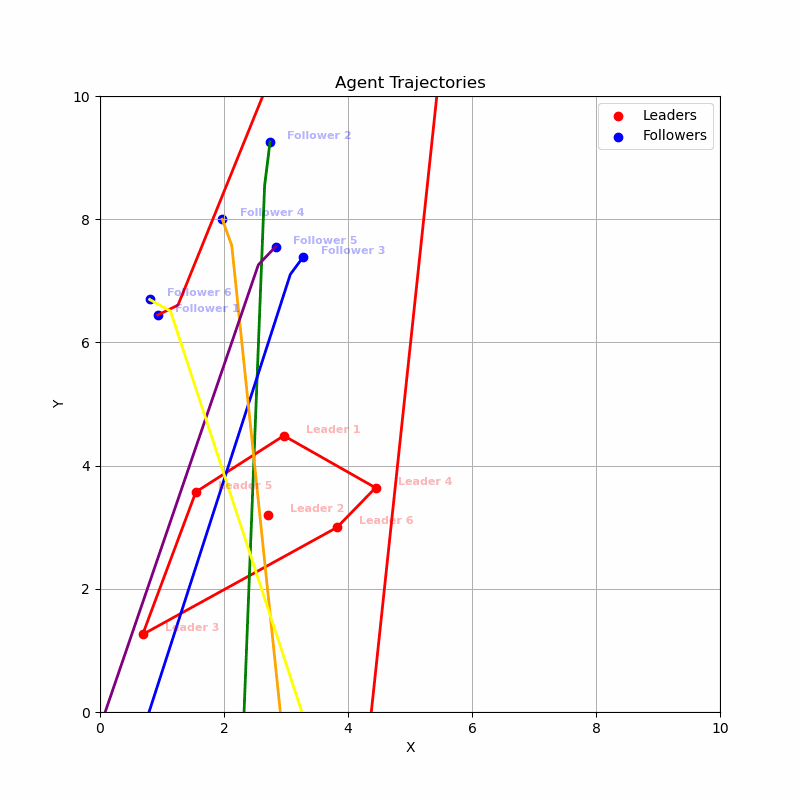 Agent Trajectories
10
8
6
4
2
0
Y
0 2 4 6 8 10
X
Leaders
Followers
Follower 2
Follower 4
Follower 5
Follower 3
Follower 6
Follower 1
Leader 1
Leader 4
Leader 5
Leader 2
Leader 6
Leader 3